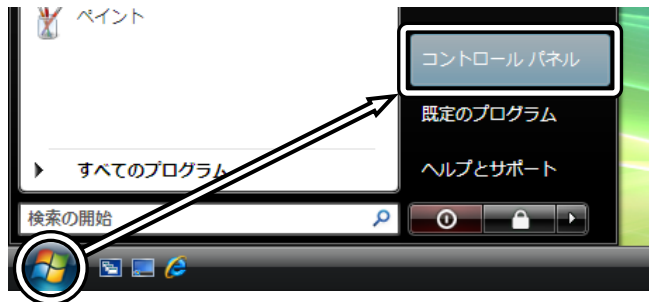 ペイント
コントロール パネル
既定のプログラム
すべてのプログラム
ヘルプとサポート
検索の開始